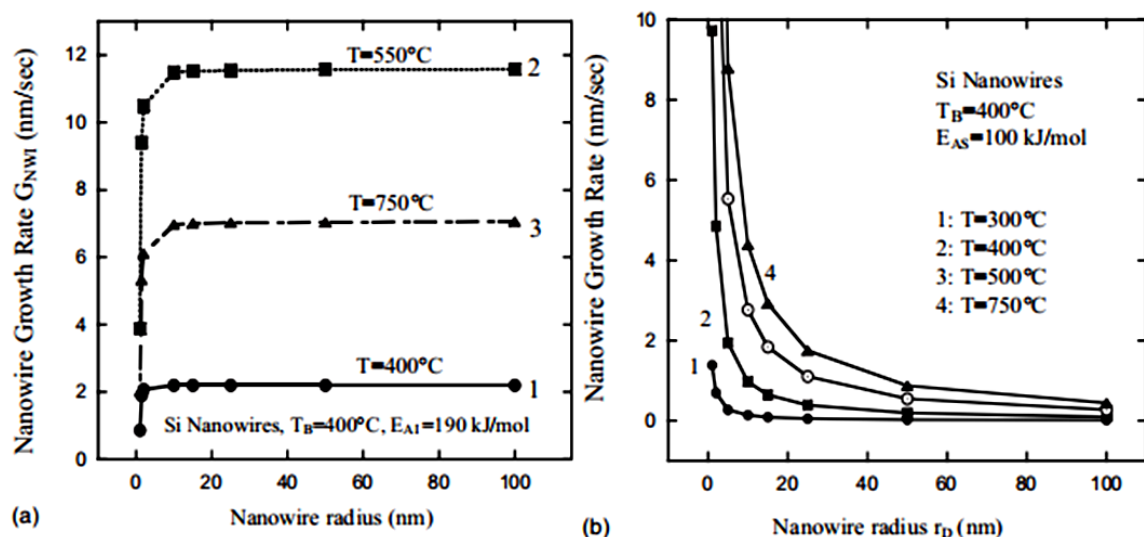 Nanowire Growth Rate G_NWI (nm/sec)
12
10
8
6
4
2
0
T=550°C
2
T=750°C
3
T=400°C
1
Si Nanowires, T_B=400°C, E_AI=190 kJ/mol
0 20 40 60 80 100
(a)
Nanowire radius (nm)
Nanowire Growth Rate (nm/sec)
10
8
6
4
2
0
Si Nanowires
T_B=400°C
E_AS=100 kJ/mol
1: T=300°C
2: T=400°C
3: T=500°C
4: T=750°C
4
2
1
0 20 40 60 80 100
(b)
Nanowire radius r_D (nm)